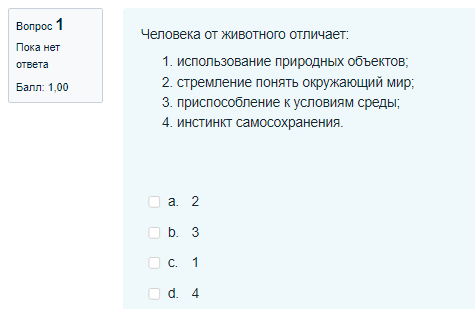 Вопрос 1
Пока нет
ответа
Балл: 1,00
Человека от животного отличает:
1. использование природных объектов;
2. стремление понять окружающий мир;
3. приспособление к условиям среды;
4. инстинкт самосохранения.
a. 2
b. 3
c. 1
d. 4